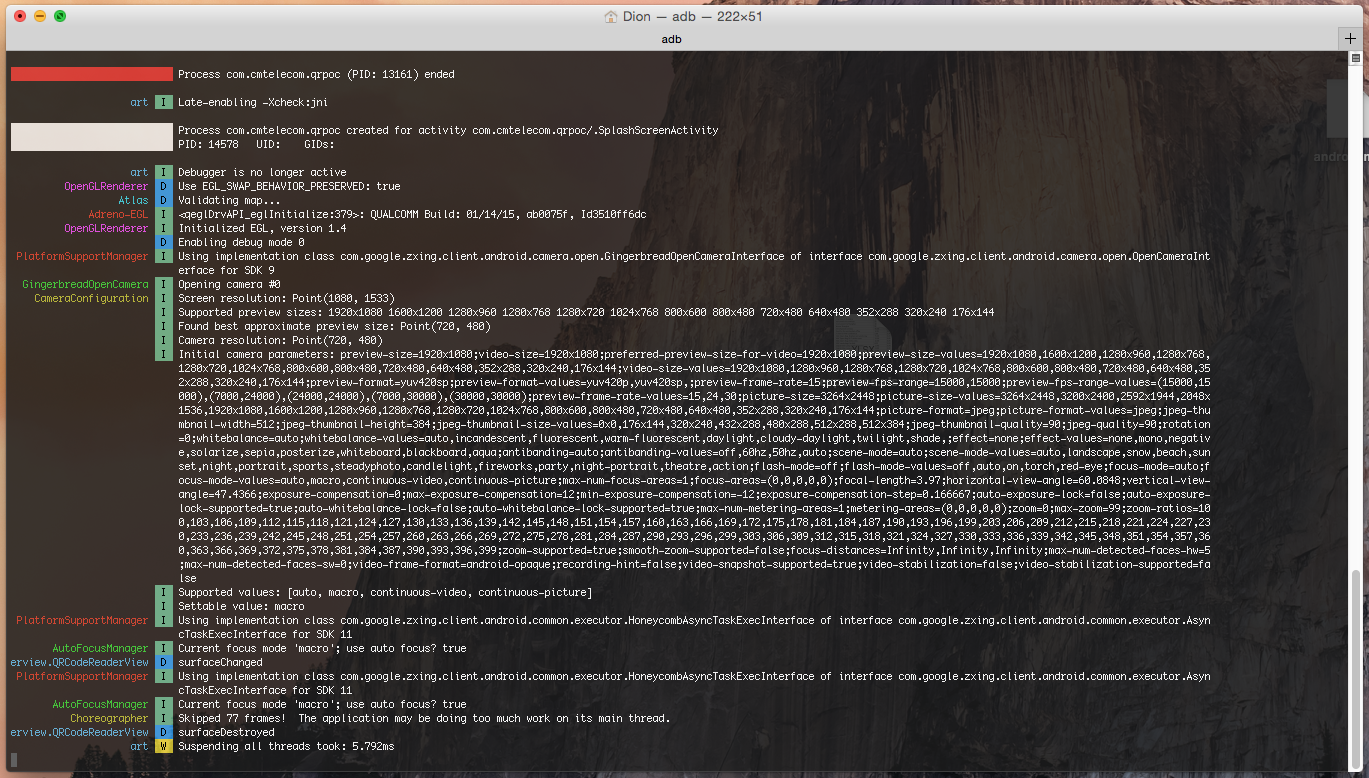 Dion — adb — 222×51
adb
Process com.cmtelecom.qrpoc (PID: 13161) ended
art I Late-enabling -Xcheck:jni
Process com.cmtelecom.qrpoc created for activity com.cmtelecom.qrpoc/.SplashScreenActivity
PID: 14578 UID: GIDs:
art I Debugger is no longer active
OpenGLRenderer D Use EGL_SWAP_BEHAVIOR_PRESERVED: true
Atlas D Validating map...
Adreno-EGL I <qeglDrvAPI_eglInitialize:379>: QUALCOMM Build: 01/14/15, ab0075f, Id3510ff6dc
OpenGLRenderer I Initialized EGL, version 1.4
D Enabling debug mode 0
PlatformSupportManager I Using implementation class com.google.zxing.client.android.camera.open.GingerbreadOpenCameraInterface of interface com.google.zxing.client.android.camera.open.OpenCameraInt
erface for SDK 9
GingerbreadOpenCamera I Opening camera #0
CameraConfiguration I Screen resolution: Point(1080, 1533)
I Supported preview sizes: 1920x1080 1600x1200 1280x960 1280x768 1280x720 1024x768 800x600 800x480 720x480 640x480 352x288 320x240 176x144
I Found best approximate preview size: Point(720, 480)
I Camera resolution: Point(720, 480)
I Initial camera parameters: preview-size=1920x1080;video-size=1920x1080;preferred-preview-size-for-video=1920x1080;preview-size-values=1920x1080,1600x1200,1280x960,1280x768,
1280x720,1024x768,800x600,800x480,720x480,640x480,352x288,320x240,176x144;video-size-values=1920x1080,1280x960,1280x768,1280x720,1024x768,800x600,800x480,720x480,640x480,35
2x288,320x240,176x144;preview-format=yuv420sp;preview-format-values=yuv420p,yuv420sp,;preview-frame-rate=15;preview-fps-range=15000,15000;preview-fps-range-values=(15000,15
000),(7000,24000),(24000,24000),(7000,30000),(30000,30000);preview-frame-rate-values=15,24,30;picture-size=3264x2448;picture-size-values=3264x2448,3200x2400,2592x1944,2048x
1536,1920x1080,1600x1200,1280x960,1280x768,1280x720,1024x768,800x600,800x480,720x480,640x480,352x288,320x240,176x144;picture-format=jpeg;picture-format-values=jpeg;jpeg-thu
mbnail-width=512;jpeg-thumbnail-height=384;jpeg-thumbnail-size-values=0x0,176x144,320x240,432x288,480x288,512x288,512x384;jpeg-thumbnail-quality=90;jpeg-quality=90;rotation
=0;whitebalance=auto;whitebalance-values=auto,incandescent,fluorescent,warm-fluorescent,daylight,cloudy-daylight,twilight,shade,;effect=none;effect-values=none,mono,negativ
e,solarize,sepia,posterize,whiteboard,blackboard,aqua;antibanding=auto;antibanding-values=off,60hz,50hz,auto;scene-mode=auto;scene-mode-values=auto,landscape,snow,beach,sun
set,night,portrait,sports,steadyphoto,candlelight,fireworks,party,night-portrait,theatre,action;flash-mode=off;flash-mode-values=off,auto,on,torch,red-eye;focus-mode=auto;f
ocus-mode-values=auto,macro,continuous-video,continuous-picture;max-num-focus-areas=1;focus-areas=(0,0,0,0,0);focal-length=3.97;horizontal-view-angle=60.0848;vertical-view-
angle=47.4366;exposure-compensation=0;max-exposure-compensation=12;min-exposure-compensation=-12;exposure-compensation-step=0.166667;auto-exposure-lock=false;auto-exposure-
lock-supported=true;auto-whitebalance-lock=false;auto-whitebalance-lock-supported=true;max-num-metering-areas=1;metering-areas=(0,0,0,0,0);zoom=0;max-zoom=99;zoom-ratios=10
0,103,106,109,112,115,118,121,124,127,130,133,136,139,142,145,148,151,154,157,160,163,166,169,172,175,178,181,184,187,190,193,196,199,203,206,209,212,215,218,221,224,227,23
0,233,236,239,242,245,248,251,254,257,260,263,266,269,272,275,278,281,284,287,290,293,296,299,303,306,309,312,315,318,321,324,327,330,333,336,339,342,345,348,351,354,357,36
0,363,366,369,372,375,378,381,384,387,390,393,396,399;zoom-supported=true;smooth-zoom-supported=false;focus-distances=Infinity,Infinity,Infinity;max-num-detected-faces-hw=5
;max-num-detected-faces-sw=0;video-frame-format=android-opaque;recording-hint=false;video-snapshot-supported=true;video-stabilization=false;video-stabilization-supported=fa
lse
I Supported values: [auto, macro, continuous-video, continuous-picture]
I Settable value: macro
PlatformSupportManager I Using implementation class com.google.zxing.client.android.common.executor.HoneycombAsyncTaskExecInterface of interface com.google.zxing.client.android.common.executor.Asyn
cTaskExecInterface for SDK 11
AutoFocusManager I Current focus mode 'macro'; use auto focus? true
erview.QRCodeReaderView D surfaceChanged
PlatformSupportManager I Using implementation class com.google.zxing.client.android.common.executor.HoneycombAsyncTaskExecInterface of interface com.google.zxing.client.android.common.executor.Asyn
cTaskExecInterface for SDK 11
AutoFocusManager I Current focus mode 'macro'; use auto focus? true
Choreographer I Skipped 77 frames! The application may be doing too much work on its main thread.
erview.QRCodeReaderView D surfaceDestroyed
art W Suspending all threads took: 5.792ms